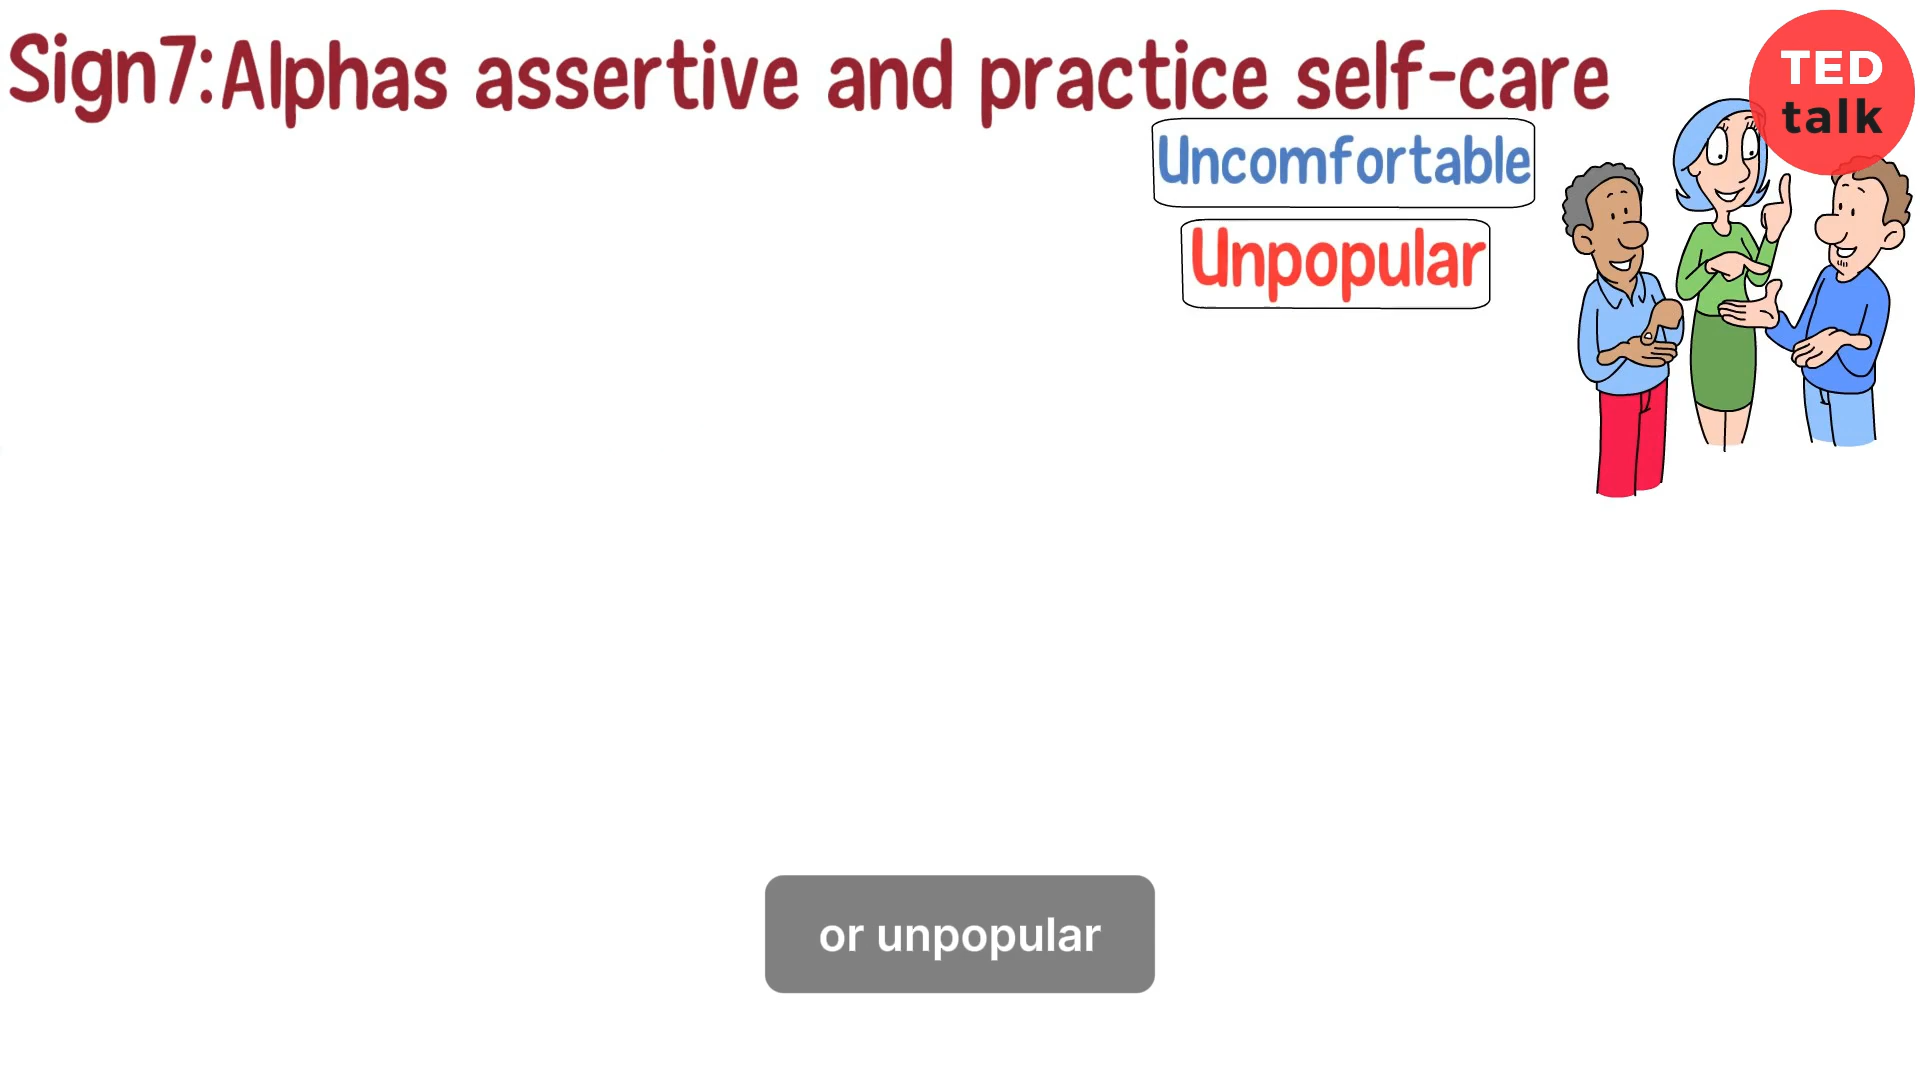 Sign7:Alphas assertive and practice self-care
TED
talk
Uncomfortable
Unpopular
or unpopular